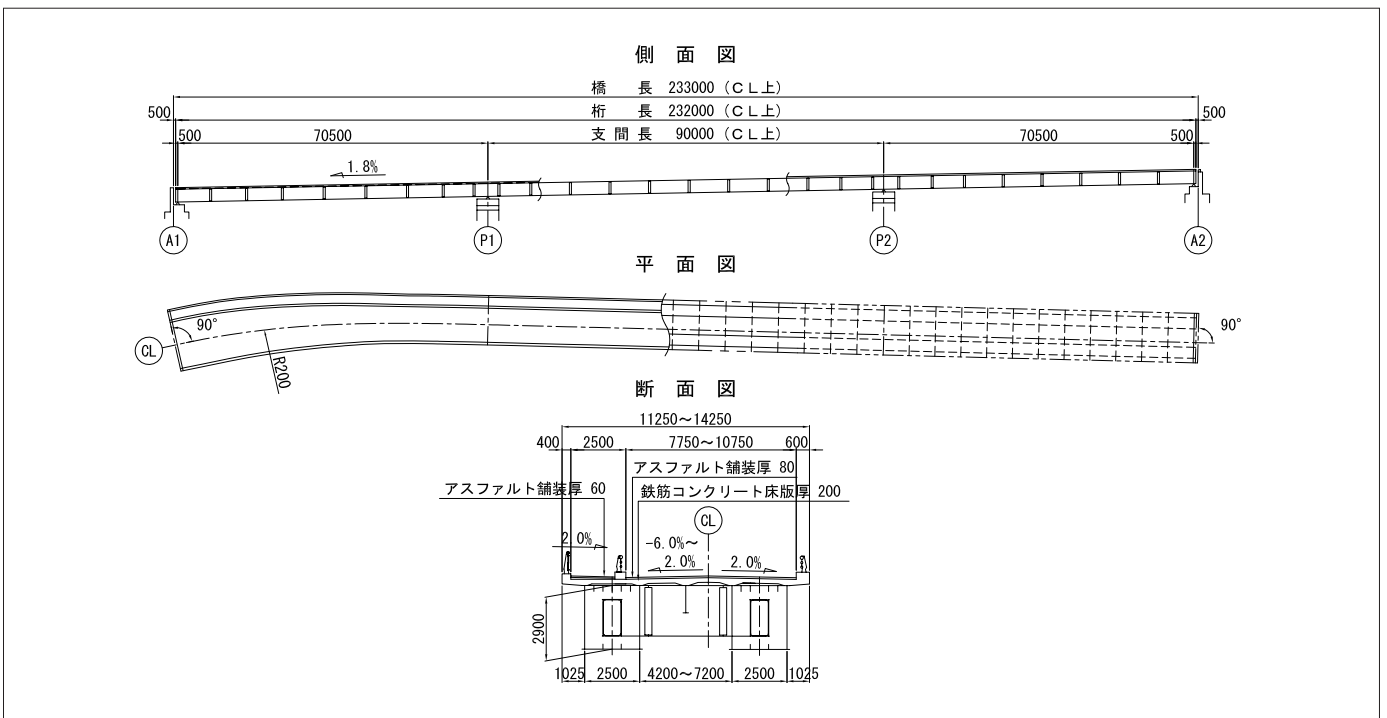 側 面 図
橋 長 233000 (ＣＬ上)
500 桁 長 232000 (ＣＬ上) 500
500 70500 支 間 長 90000 (ＣＬ上) 70500 500
1.8%
A1 P1 P2 A2
平 面 図
90°
90°
CL
R200
断 面 図
11250～14250
400 2500 7750～10750 600
アスファルト舗装厚 80
アスファルト舗装厚 60
鉄筋コンクリート床版厚 200
CL
2.0% -6.0%～
2.0% 2.0%
2900
1025 2500 4200～7200 2500 1025